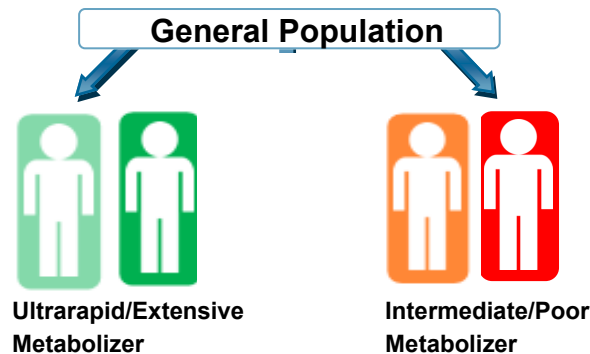 General Population
Ultrarapid/Extensive
Metabolizer
Intermediate/Poor
Metabolizer